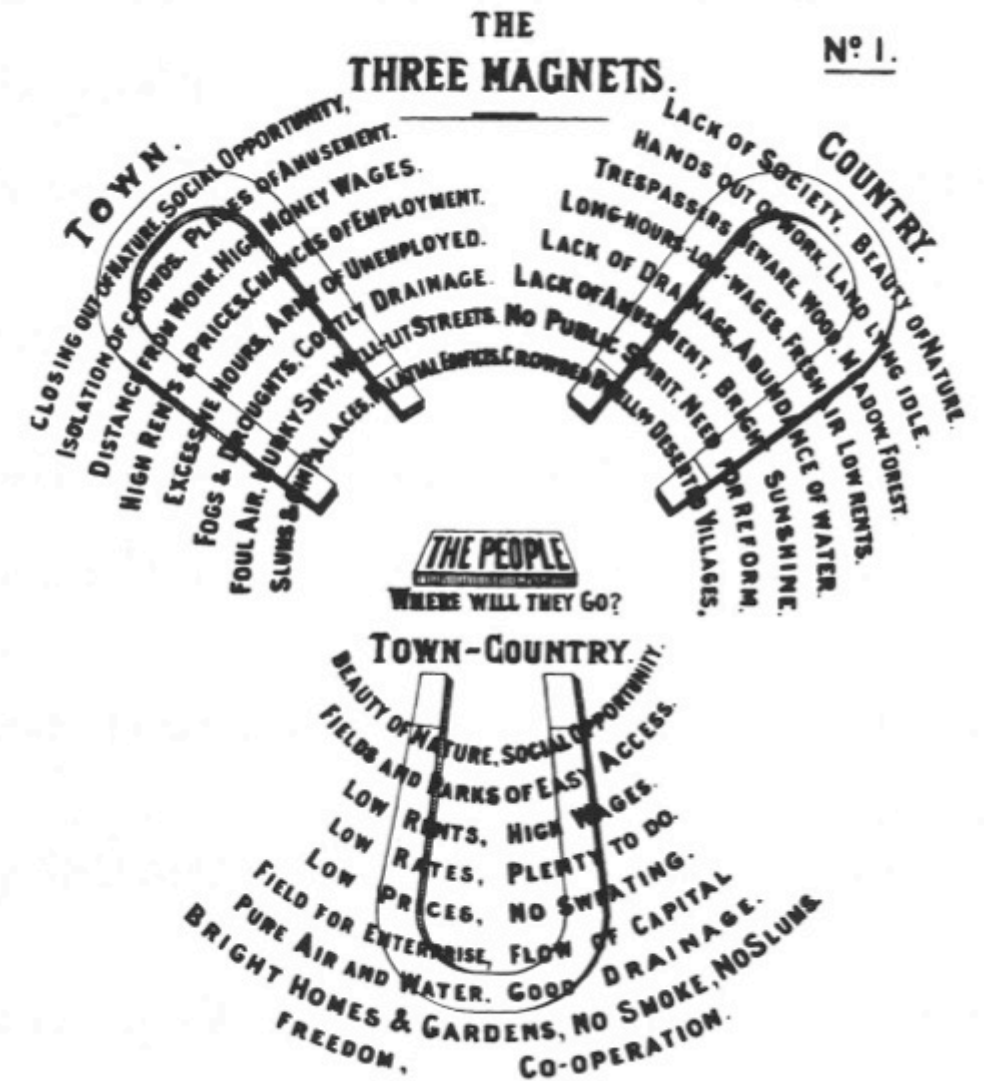 THE
THREE MAGNETS.
Nº 1.
TOWN.
CLOSING OUT OF NATURE. SOCIAL OPPORTUNITY,
ISOLATION OF CROWDS. PLACES OF AMUSEMENT.
DISTANCE FROM WORK. HIGH MONEY WAGES.
HIGH RENTS & PRICES. CHANCES OF EMPLOYMENT.
EXCESSIVE HOURS, ARMY OF UNEMPLOYED.
FOGS & DROUGHTS. COSTLY DRAINAGE.
FOUL AIR. MURKY SKY, WELL-LIT STREETS.
SLUMS & GIN PALACES. PALATIAL EDIFICES.
COUNTRY.
LACK OF SOCIETY. BEAUTY OF NATURE.
HANDS OUT OF WORK. LAND LYING IDLE.
TRESPASSERS BEWARE. WOOD. MEADOW. FOREST.
LONG-HOURS-LOW-WAGES. FRESH AIR LOW RENTS.
LACK OF DRAINAGE, ABUNDANCE OF WATER.
LACK OF AMUSEMENT. BRIGHT SUNSHINE.
NO PUBLIC SPIRIT. NEED FOR REFORM.
CROWDED DWELLGS DESERTED VILLAGES,
THE PEOPLE
WHERE WILL THEY GO?
TOWN-COUNTRY.
BEAUTY OF NATURE, SOCIAL OPPORTUNITY.
FIELDS AND PARKS OF EASY ACCESS.
LOW RENTS, HIGH WAGES.
LOW RATES, PLENTY TO DO.
LOW PRICES, NO SWEATING.
FIELD FOR ENTERPRISE, FLOW OF CAPITAL
PURE AIR AND WATER. GOOD DRAINAGE.
BRIGHT HOMES & GARDENS, NO SMOKE, NO SLUMS.
FREEDOM, CO-OPERATION.